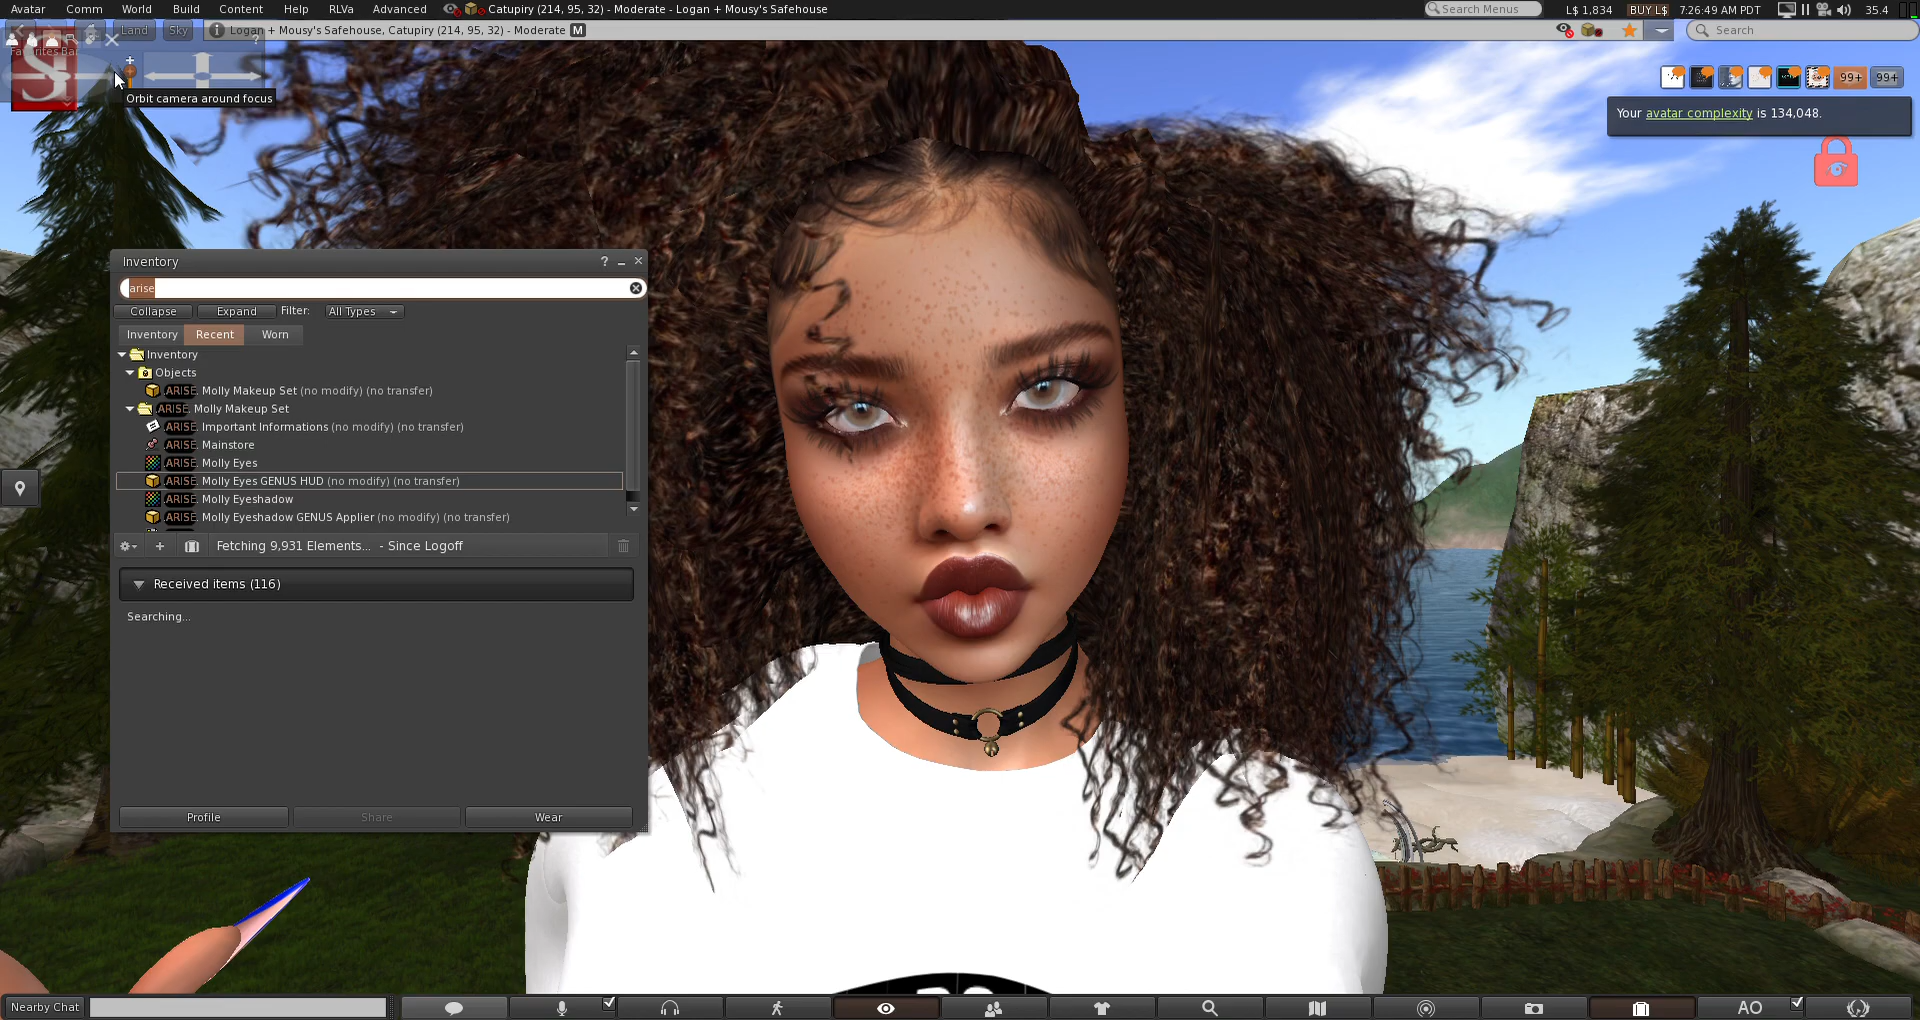 Avatar Comm World Build Content Help RLVa Advanced Catupiry (214, 95, 32) - Moderate - Logan + Mousy's Safehouse
Search Menus L$ 1,834 BUY L$ 7:26:49 AM PDT 35.4
Land Sky Logan + Mousy's Safehouse, Catupiry (214, 95, 32) - Moderate M
Search
Favorites Bar
?
Orbit camera around focus
99+ 99+
Your avatar complexity is 134,048.
Inventory ?
arise
Collapse Expand Filter: All Types
Inventory Recent Worn
Inventory
Objects
.ARISE. Molly Makeup Set (no modify) (no transfer)
.ARISE. Molly Makeup Set
.ARISE. Important Informations (no modify) (no transfer)
.ARISE. Mainstore
.ARISE. Molly Eyes
.ARISE. Molly Eyes GENUS HUD (no modify) (no transfer)
.ARISE. Molly Eyeshadow
.ARISE. Molly Eyeshadow GENUS Applier (no modify) (no transfer)
Fetching 9,931 Elements... - Since Logoff
Received items (116)
Searching...
Profile Share Wear
Nearby Chat
AO